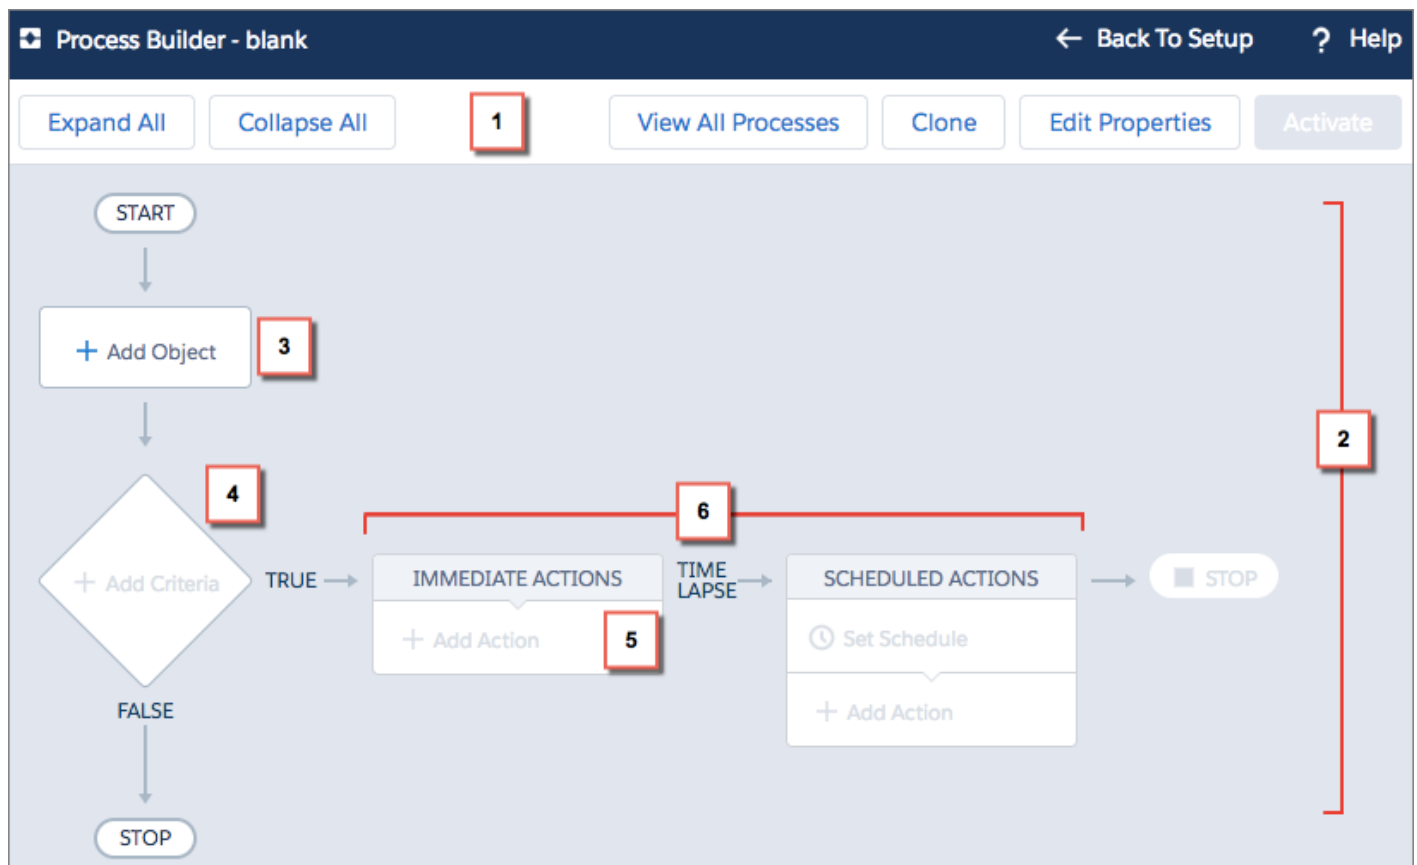 Process Builder - blank
Back To Setup
? Help
Expand All
Collapse All
1
View All Processes
Clone
Edit Properties
Activate
START
+ Add Object
3
2
4
+ Add Criteria
TRUE
6
IMMEDIATE ACTIONS
+ Add Action
5
TIME
LAPSE
SCHEDULED ACTIONS
Set Schedule
+ Add Action
STOP
FALSE
STOP